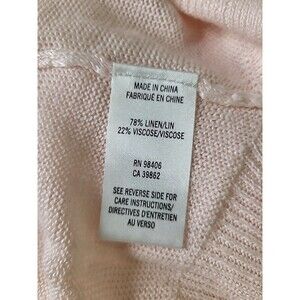 MADE IN CHINA
FABRIQUÉ EN CHINE
78% LINEN/LIN
22% VISCOSE/VISCOSE
RN 98406
CA 39862
SEE REVERSE SIDE FOR
CARE INSTRUCTIONS/
DIRECTIVES D'ENTRETIEN
AU VERSO